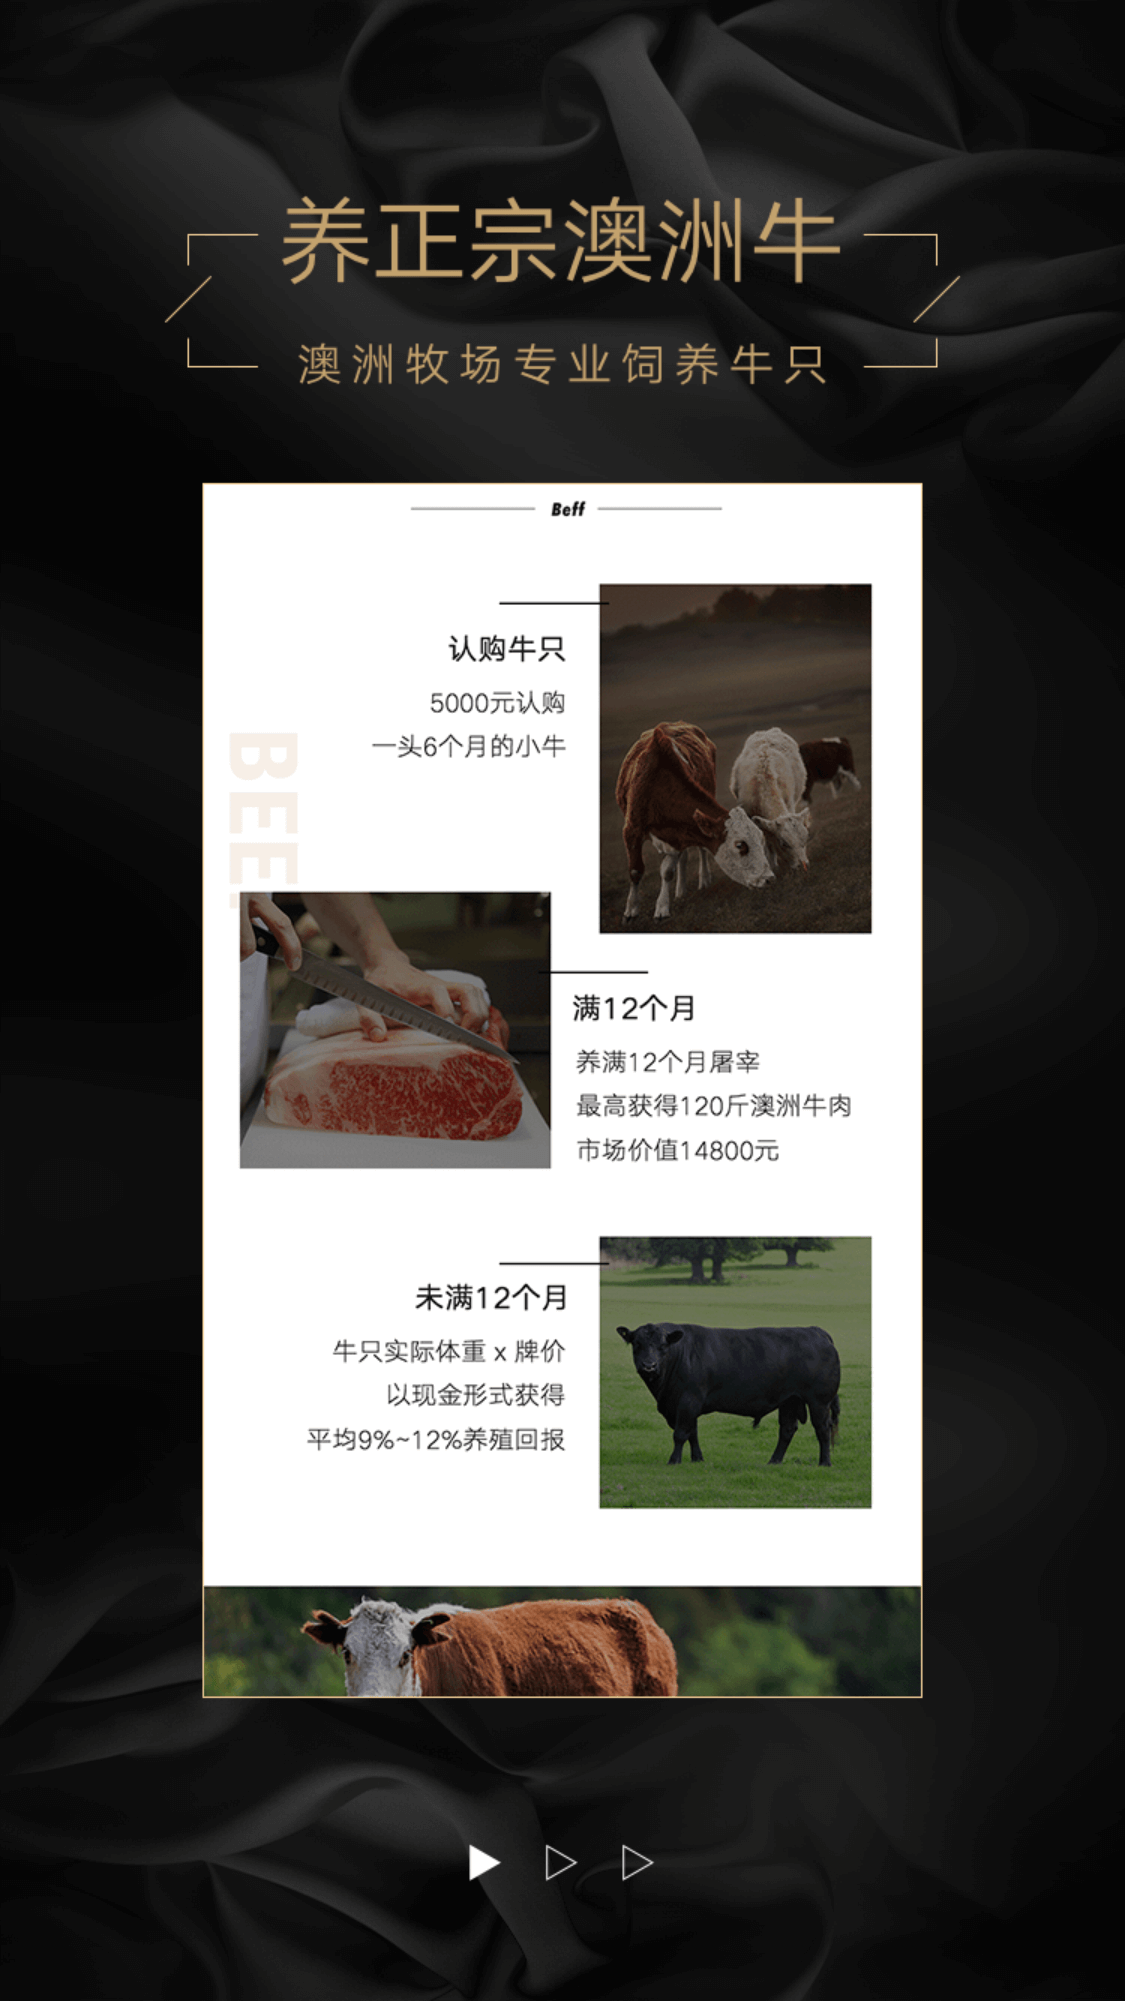 养正宗澳洲牛
澳洲牧场专业饲养牛只
Beff
认购牛只
5000元认购
一头6个月的小牛
BEE
满12个月
养满12个月屠宰
最高获得120斤澳洲牛肉
市场价值14800元
未满12个月
牛只实际体重 x 牌价
以现金形式获得
平均9%~12%养殖回报